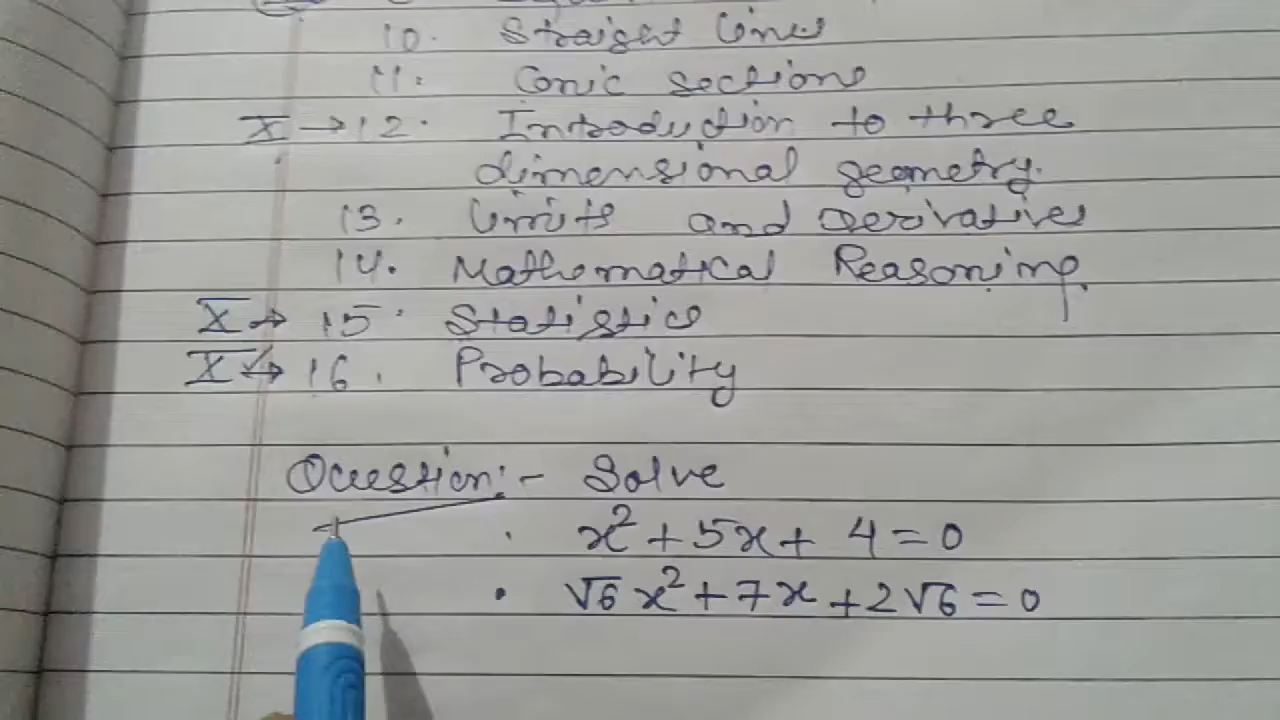 10. Straight lines
11. Conic sections
X → 12. Introduction to three
dimensional geometry.
13. Limits and derivatives
14. Mathematical Reasoning.
X → 15. Statistics
X → 16. Probability
Question:- Solve
• x² + 5x + 4 = 0
• √6 x² + 7x + 2√6 = 0